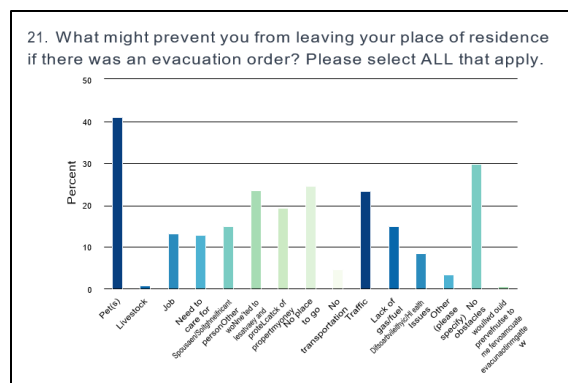 21. What might prevent you from leaving your place of residence
if there was an evacuation order? Please select ALL that apply.
50
40
30
20
10
0
Percent
Pet(s)
Livestock
Job
Need to
care for
No place
to go
No
transportation
Traffic
Lack of
gas/fuel
Issues
Other
(please
specify)
No
obstacles